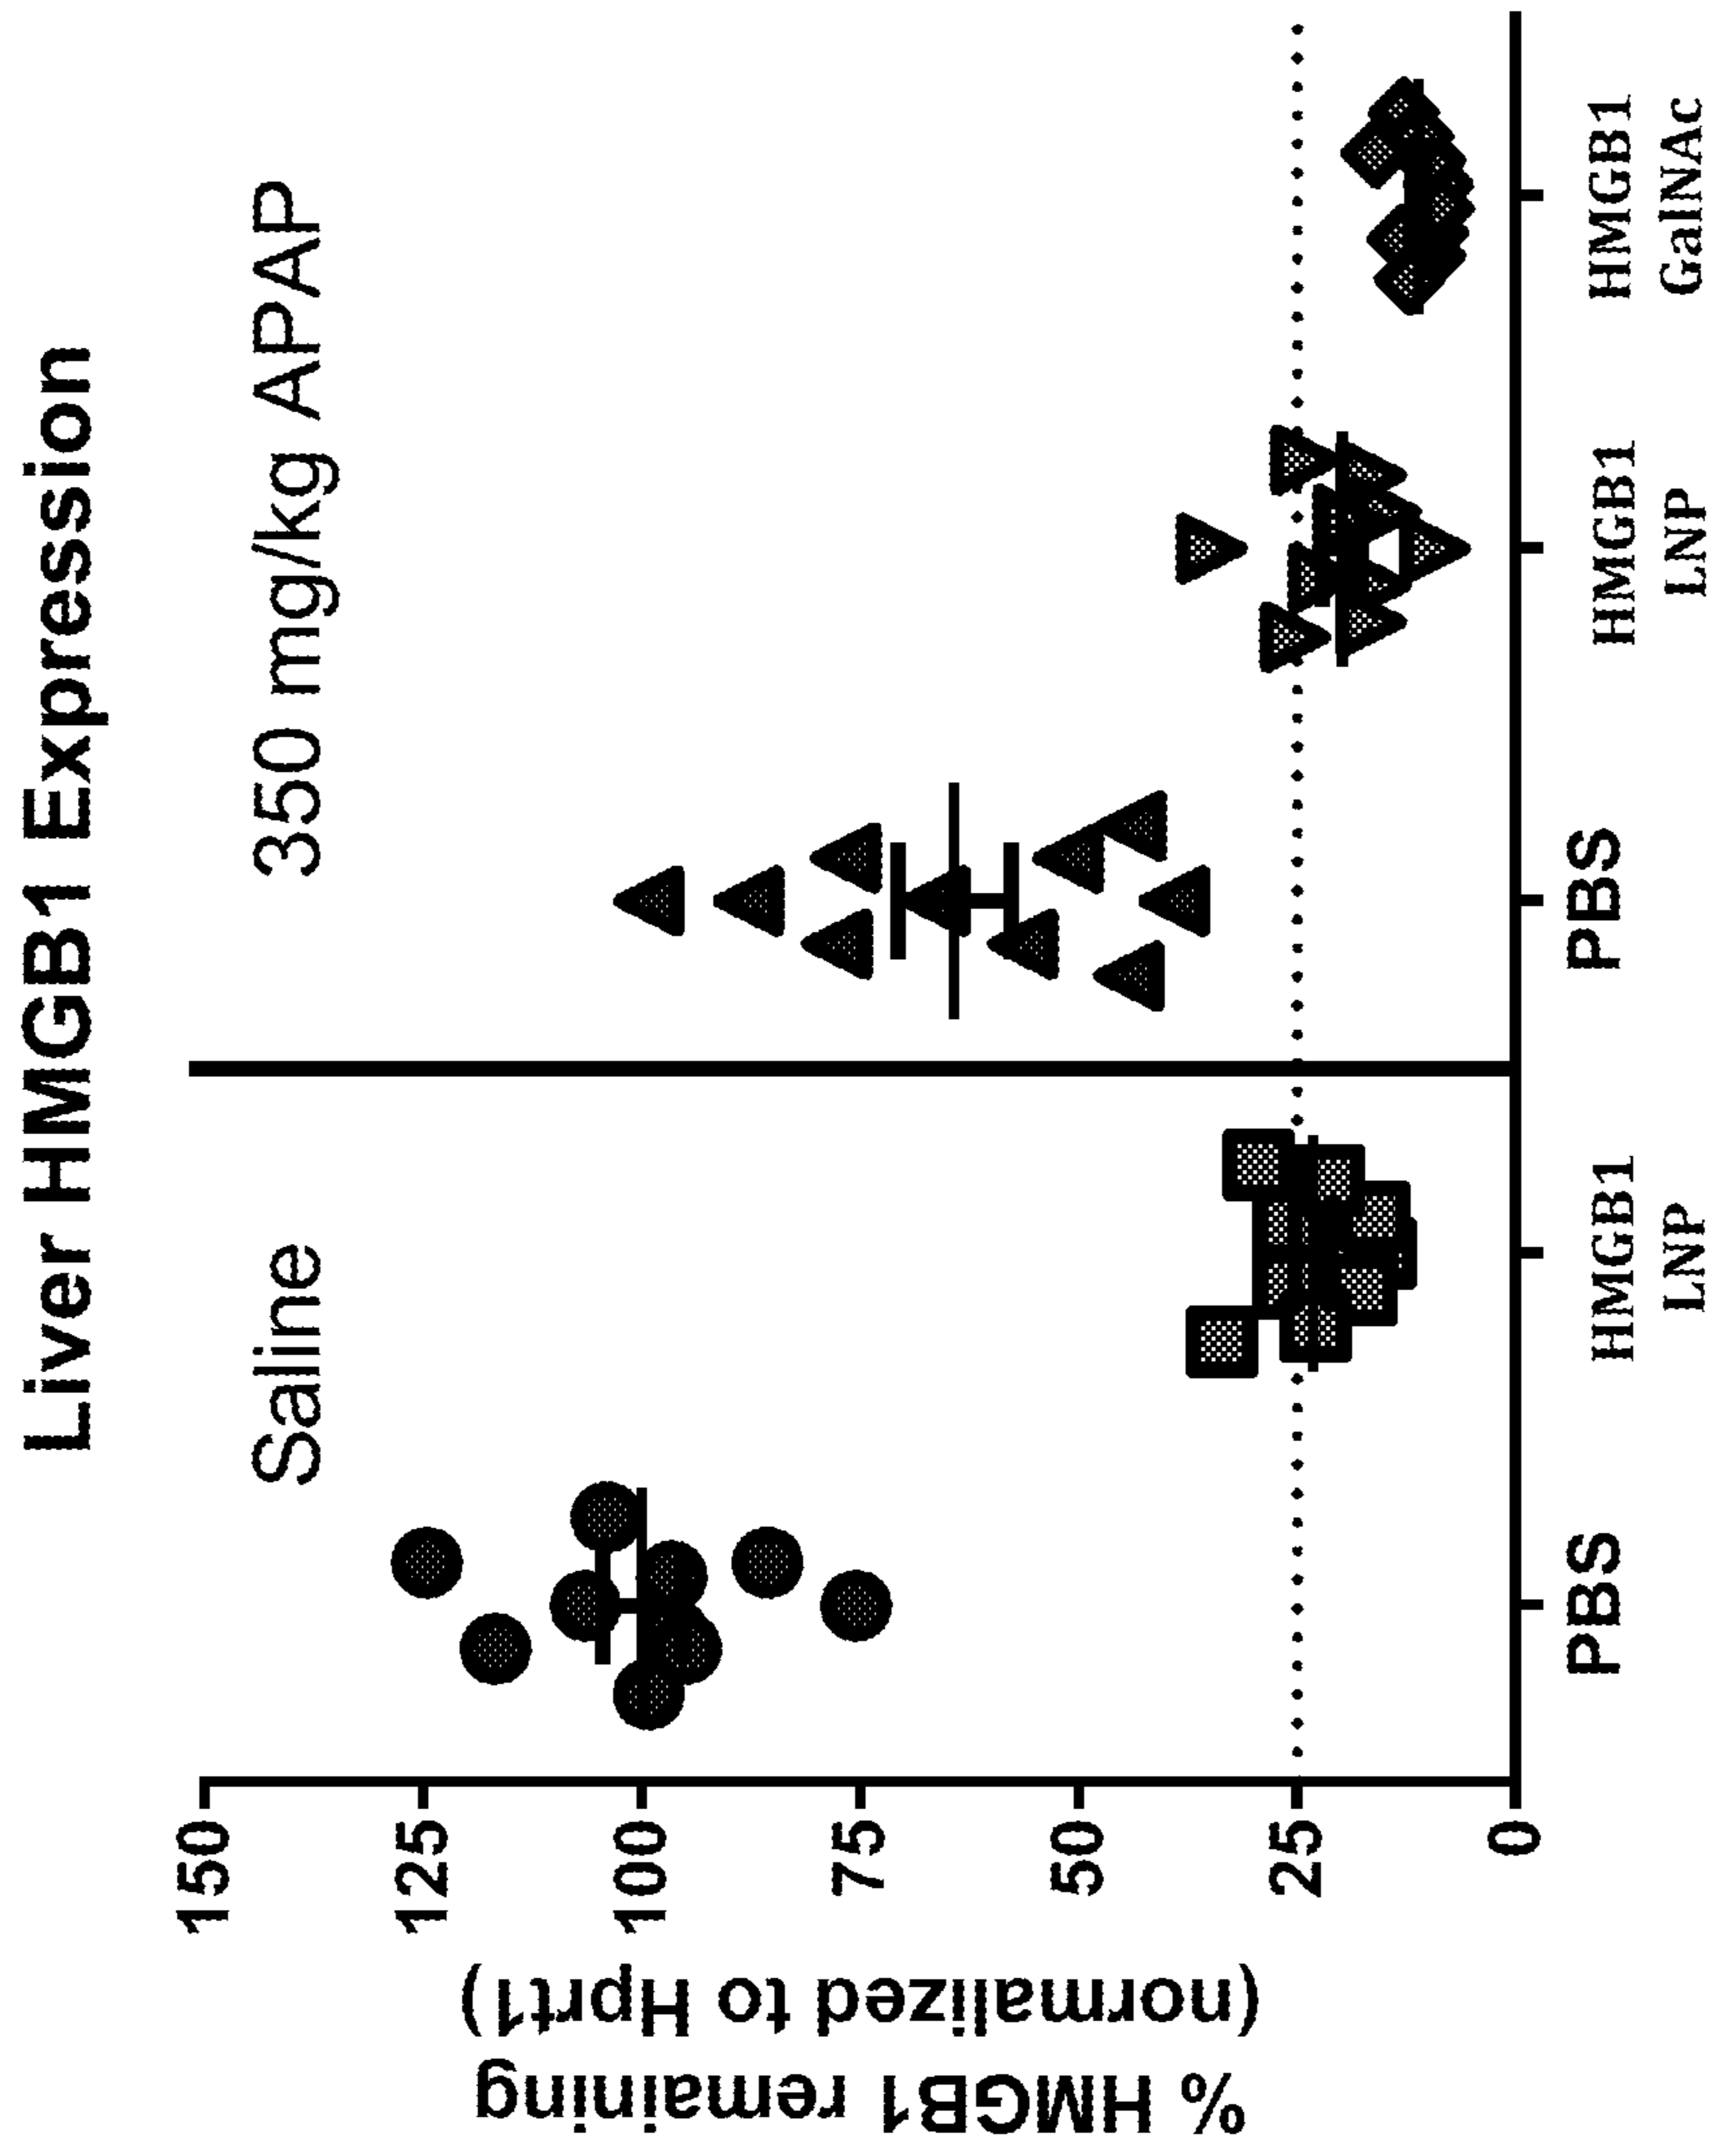 Liver HMGB1 Expression
Saline
350 mg/kg APAP
% HMGB1 remaining
(normalized to Hprt1)
150
125
100
75
50
25
0
PBS
HMGB1
LNP
PBS
HMGB1
LNP
HMGB1
GalNAc